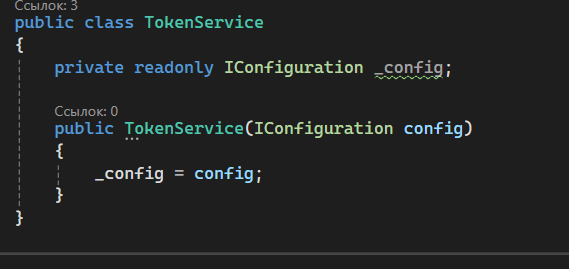 Ссылок: 3
public class TokenService
{
private readonly IConfiguration _config;
Ссылок: 0
public TokenService(IConfiguration config)
{
_config = config;
}
}